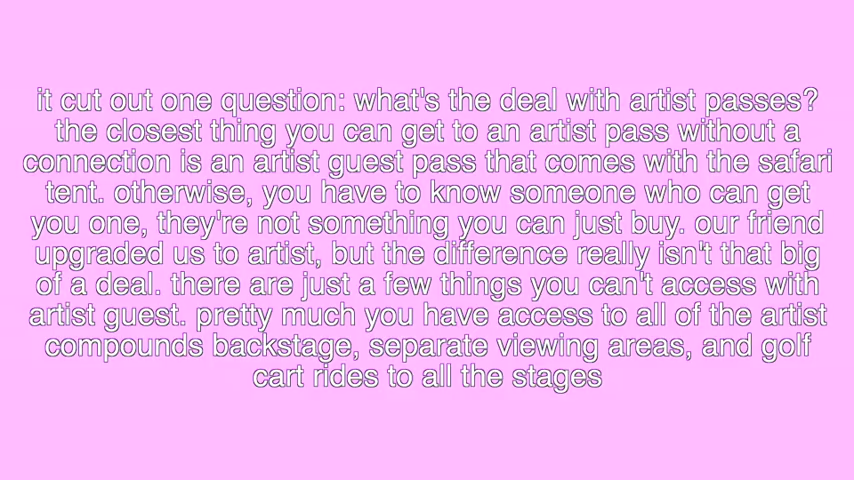 it cut out one question: what's the deal with artist passes?
the closest thing you can get to an artist pass without a
connection is an artist guest pass that comes with the safari
tent. otherwise, you have to know someone who can get
you one, they're not something you can just buy. our friend
upgraded us to artist, but the difference really isn't that big
of a deal. there are just a few things you can't access with
artist guest. pretty much you have access to all of the artist
compounds backstage, separate viewing areas, and golf
cart rides to all the stages